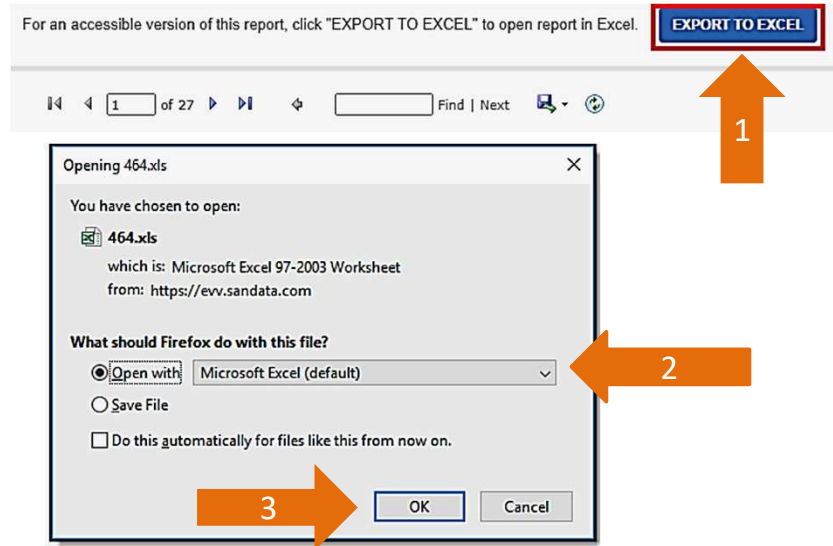 For an accessible version of this report, click "EXPORT TO EXCEL" to open report in Excel. EXPORT TO EXCEL
1 of 27 Find | Next
1
Opening 464.xls
You have chosen to open:
464.xls
which is: Microsoft Excel 97-2003 Worksheet
from: https://evv.sandata.com
What should Firefox do with this file?
Open with Microsoft Excel (default)
2
Save File
Do this automatically for files like this from now on.
3
OK Cancel